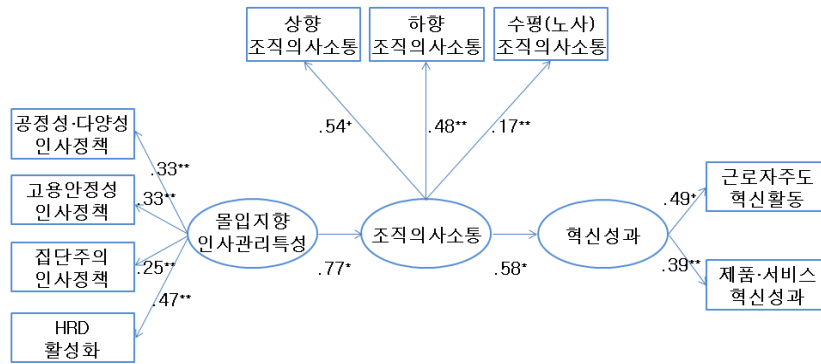 상향
조직의사소통
하향
조직의사소통
수평(노사)
조직의사소통
.54⁺
.48**
.17**
공정성·다양성
인사정책
.33**
고용안정성
인사정책
.33**
집단주의
인사정책
.25**
HRD
활성화
.47**
몰입지향
인사관리특성
.77*
조직의사소통
.58*
혁신성과
.49⁺
근로자주도
혁신활동
.39**
제품·서비스
혁신성과